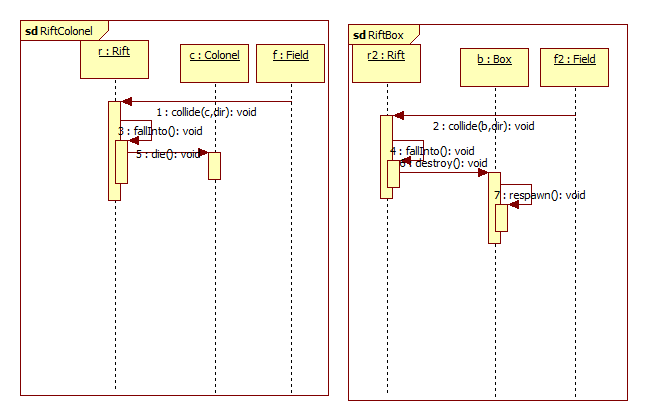 sd RiftColonel
r : Rift
c : Colonel
f : Field
1 : collide(c,dir): void
3 : fallInto(): void
5 : die(): void
sd RiftBox
r2 : Rift
b : Box
f2 : Field
2 : collide(b,dir): void
4 : fallInto(): void
6 : destroy(): void
7 : respawn(): void